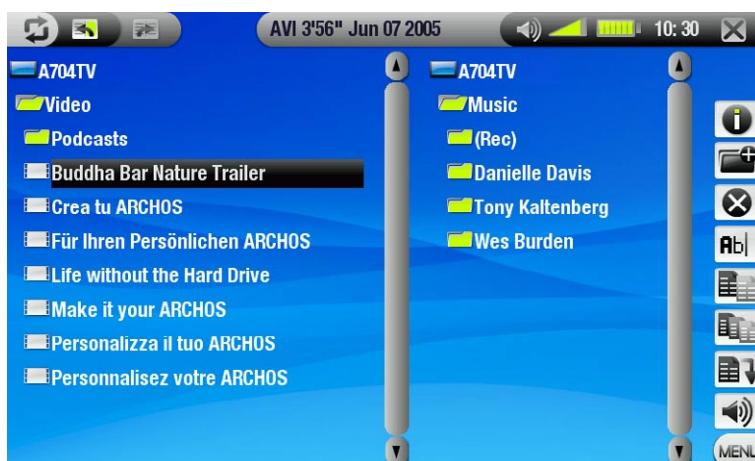 AVI 3'56" Jun 07 2005
10:30
A704TV
Video
Podcasts
Buddha Bar Nature Trailer
Crea tu ARCHOS
Für Ihren Persönlichen ARCHOS
Life without the Hard Drive
Make it your ARCHOS
Personalizza il tuo ARCHOS
Personnalisez votre ARCHOS
A704TV
Music
(Rec)
Danielle Davis
Tony Kaltenberg
Wes Burden
Ab|
MENU